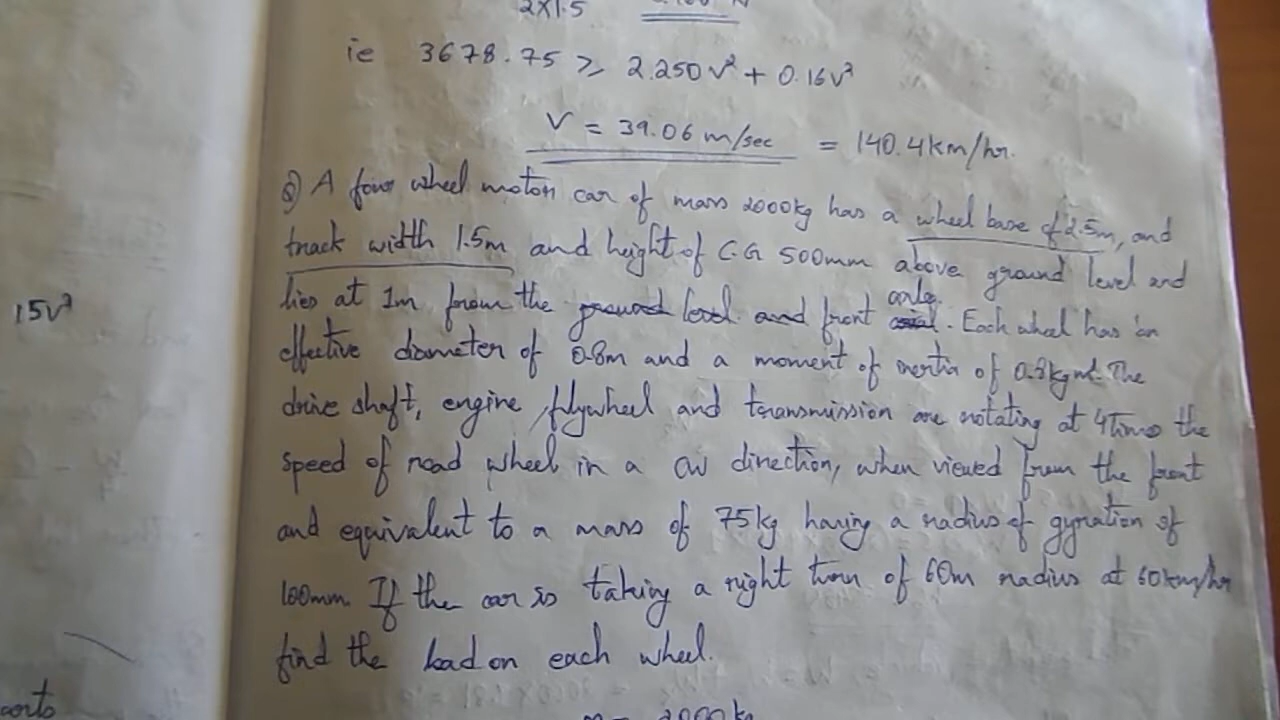 2x1.5
ie 3678.75 ≥ 2.250v² + 0.16v²
V = 39.06 m/sec = 140.4km/hr.
Q) A four wheel motor car of mass 2000kg has a wheel base of 2.5m, and
track width 1.5m and height of C.G 500mm above ground level and
lies at 1m from the ground level and front axle. Each wheel has an
effective diameter of 0.8m and a moment of inertia of 0.8kgm². The
drive shaft, engine flywheel and transmission are rotating at 4 times the
speed of road wheel in a cw direction, when viewed from the front
and equivalent to a mass of 75kg having a radius of gyration of
100mm. If the car is taking a right turn of 60m radius at 60km/hr
find the load on each wheel.
15v²